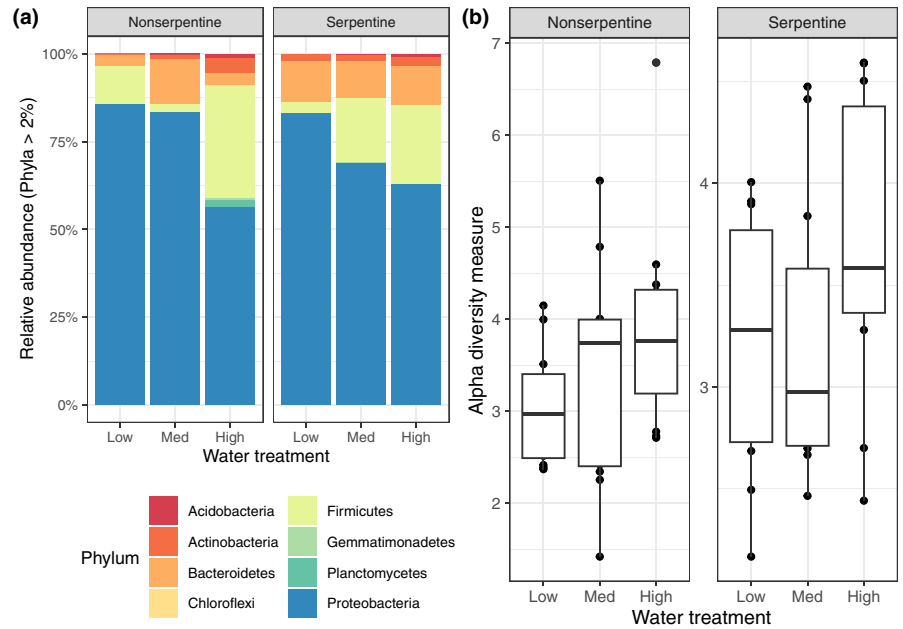 (a)
Nonserpentine Serpentine
Relative abundance (Phyla > 2%)
100%
75%
50%
25%
0%
Low Med High Low Med High
Water treatment
Phylum
Acidobacteria Firmicutes
Actinobacteria Gemmatimonadetes
Bacteroidetes Planctomycetes
Chloroflexi Proteobacteria
(b)
Nonserpentine Serpentine
Alpha diversity measure
7
6
5
4
3
2
4
3
Low Med High Low Med High
Water treatment